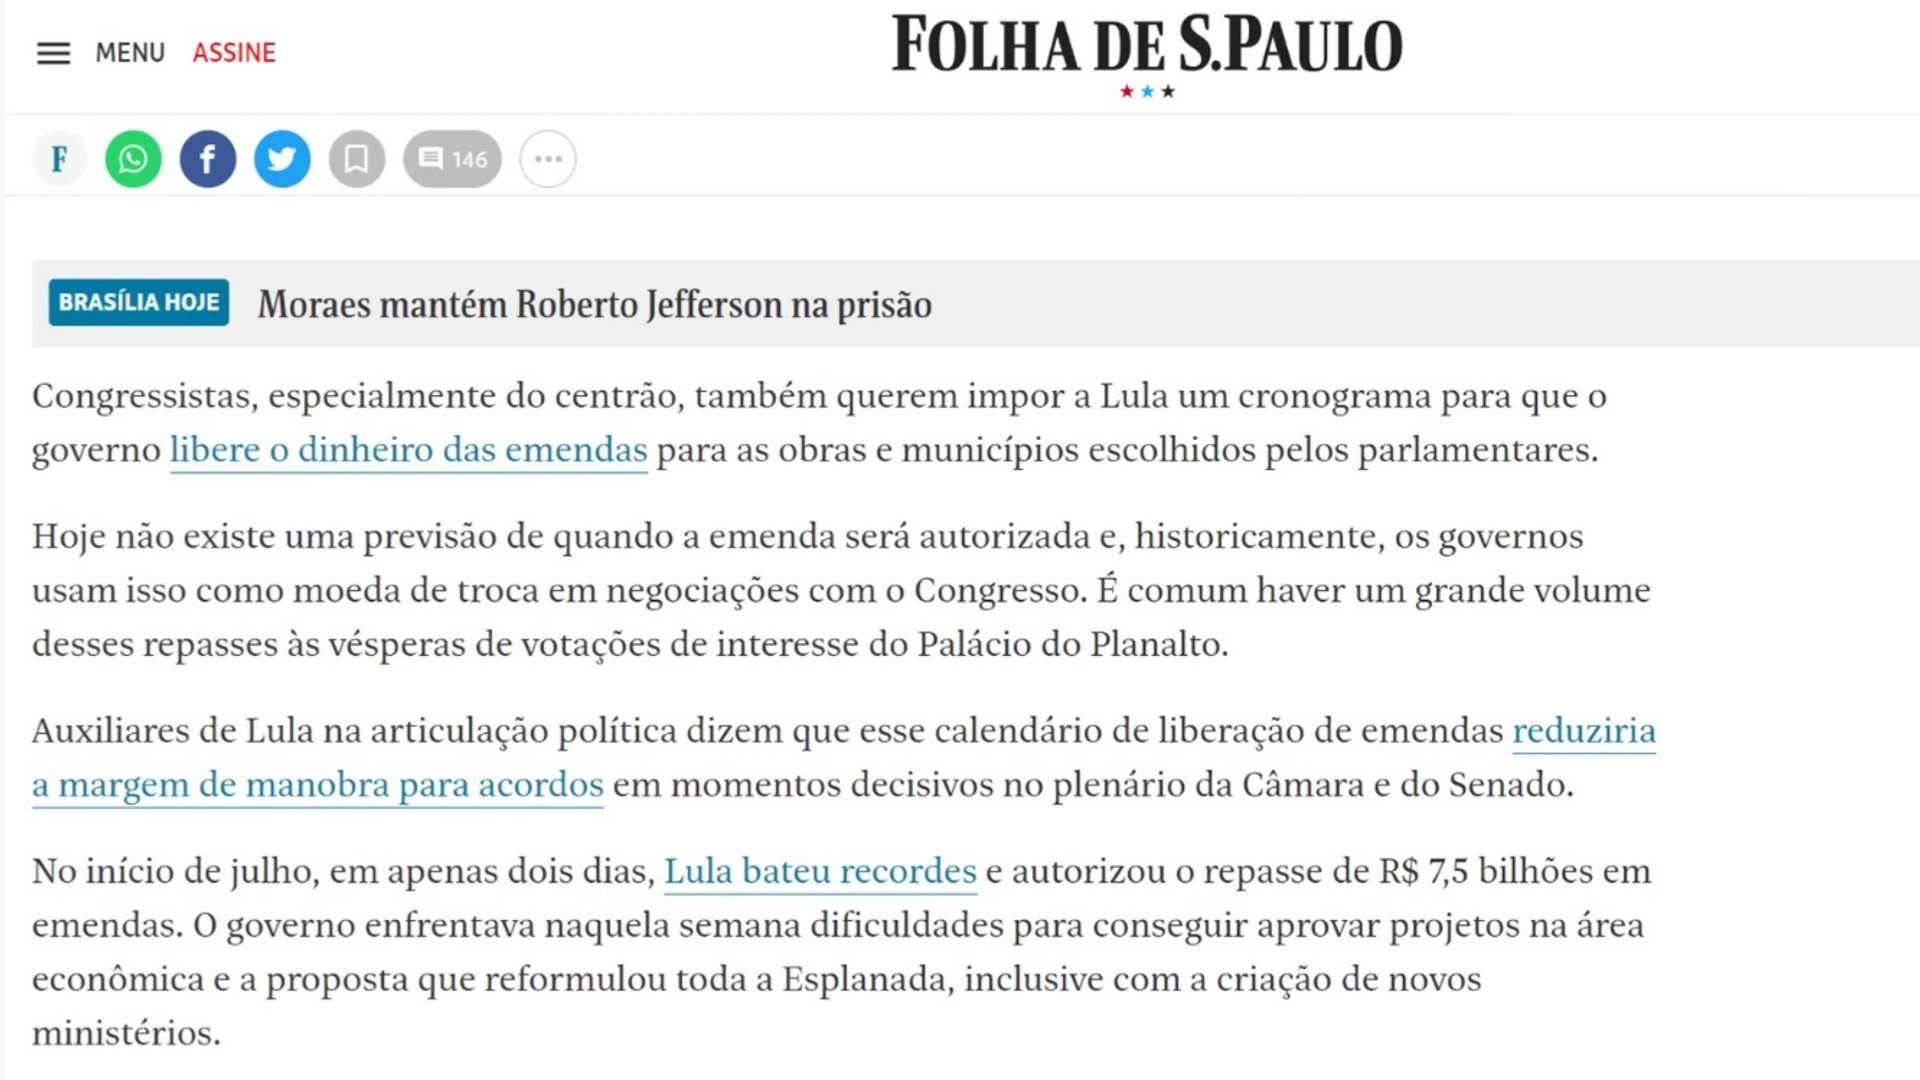 MENU ASSINE
FOLHA DE S.PAULO
F
146
BRASÍLIA HOJE Moraes mantém Roberto Jefferson na prisão
Congressistas, especialmente do centrão, também querem impor a Lula um cronograma para que o
governo libere o dinheiro das emendas para as obras e municípios escolhidos pelos parlamentares.
Hoje não existe uma previsão de quando a emenda será autorizada e, historicamente, os governos
usam isso como moeda de troca em negociações com o Congresso. É comum haver um grande volume
desses repasses às vésperas de votações de interesse do Palácio do Planalto.
Auxiliares de Lula na articulação política dizem que esse calendário de liberação de emendas reduziria
a margem de manobra para acordos em momentos decisivos no plenário da Câmara e do Senado.
No início de julho, em apenas dois dias, Lula bateu recordes e autorizou o repasse de R$ 7,5 bilhões em
emendas. O governo enfrentava naquela semana dificuldades para conseguir aprovar projetos na área
econômica e a proposta que reformulou toda a Esplanada, inclusive com a criação de novos
ministérios.